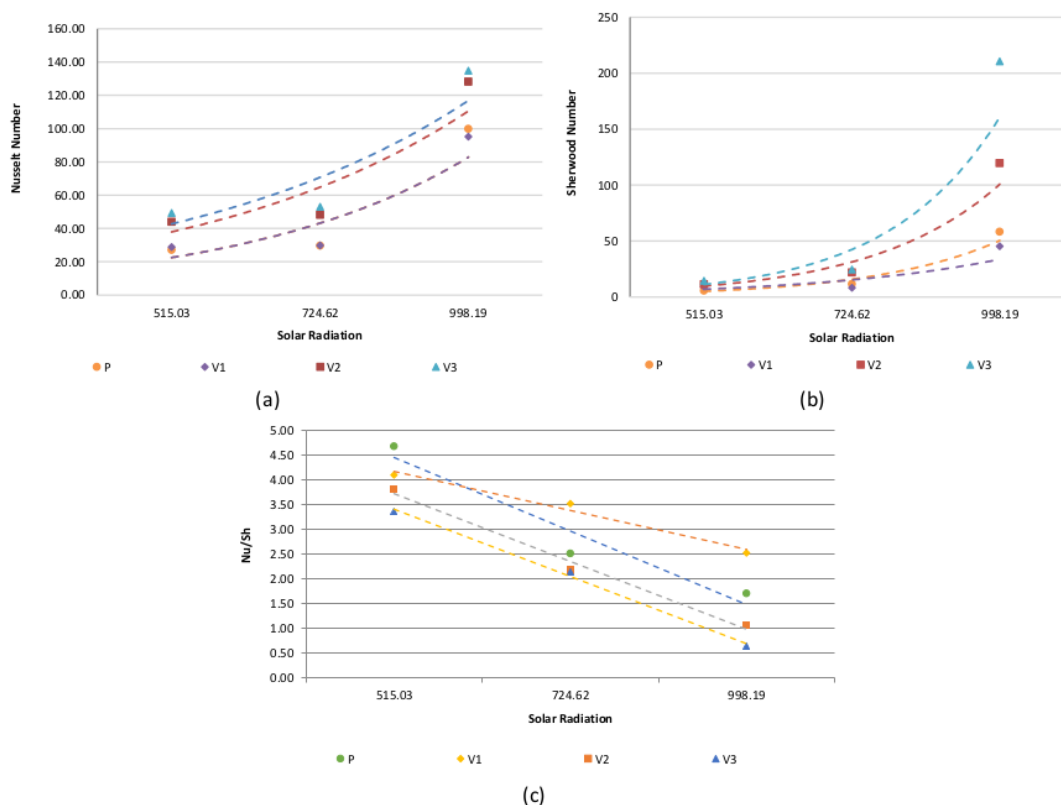 160.00
140.00
120.00
100.00
80.00
60.00
40.00
20.00
0.00
Nusselt Number
515.03 724.62 998.19
Solar Radiation
P V1 V2 V3
(a)
250
200
150
100
50
0
Sherwood Number
515.03 724.62 998.19
Solar Radiation
P V1 V2 V3
(b)
5.00
4.50
4.00
3.50
3.00
2.50
2.00
1.50
1.00
0.50
0.00
Nu/Sh
515.03 724.62 998.19
Solar Radiation
P V1 V2 V3
(c)